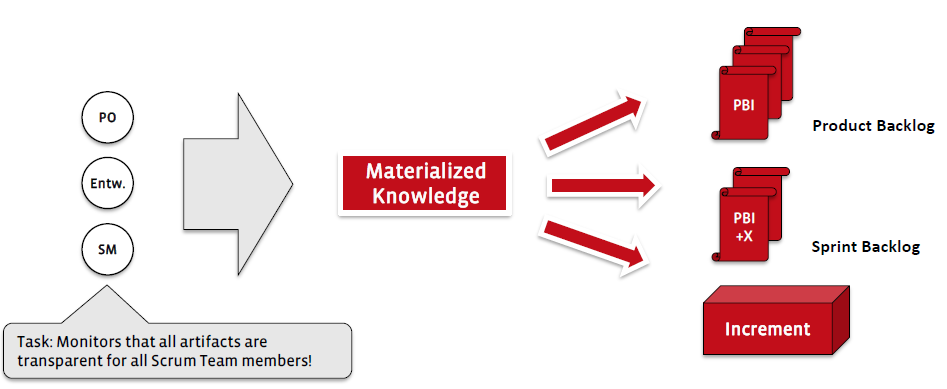 PO
Entw.
SM
Task: Monitors that all artifacts are
transparent for all Scrum Team members!
Materialized
Knowledge
PBI
Product Backlog
PBI
+X
Sprint Backlog
Increment